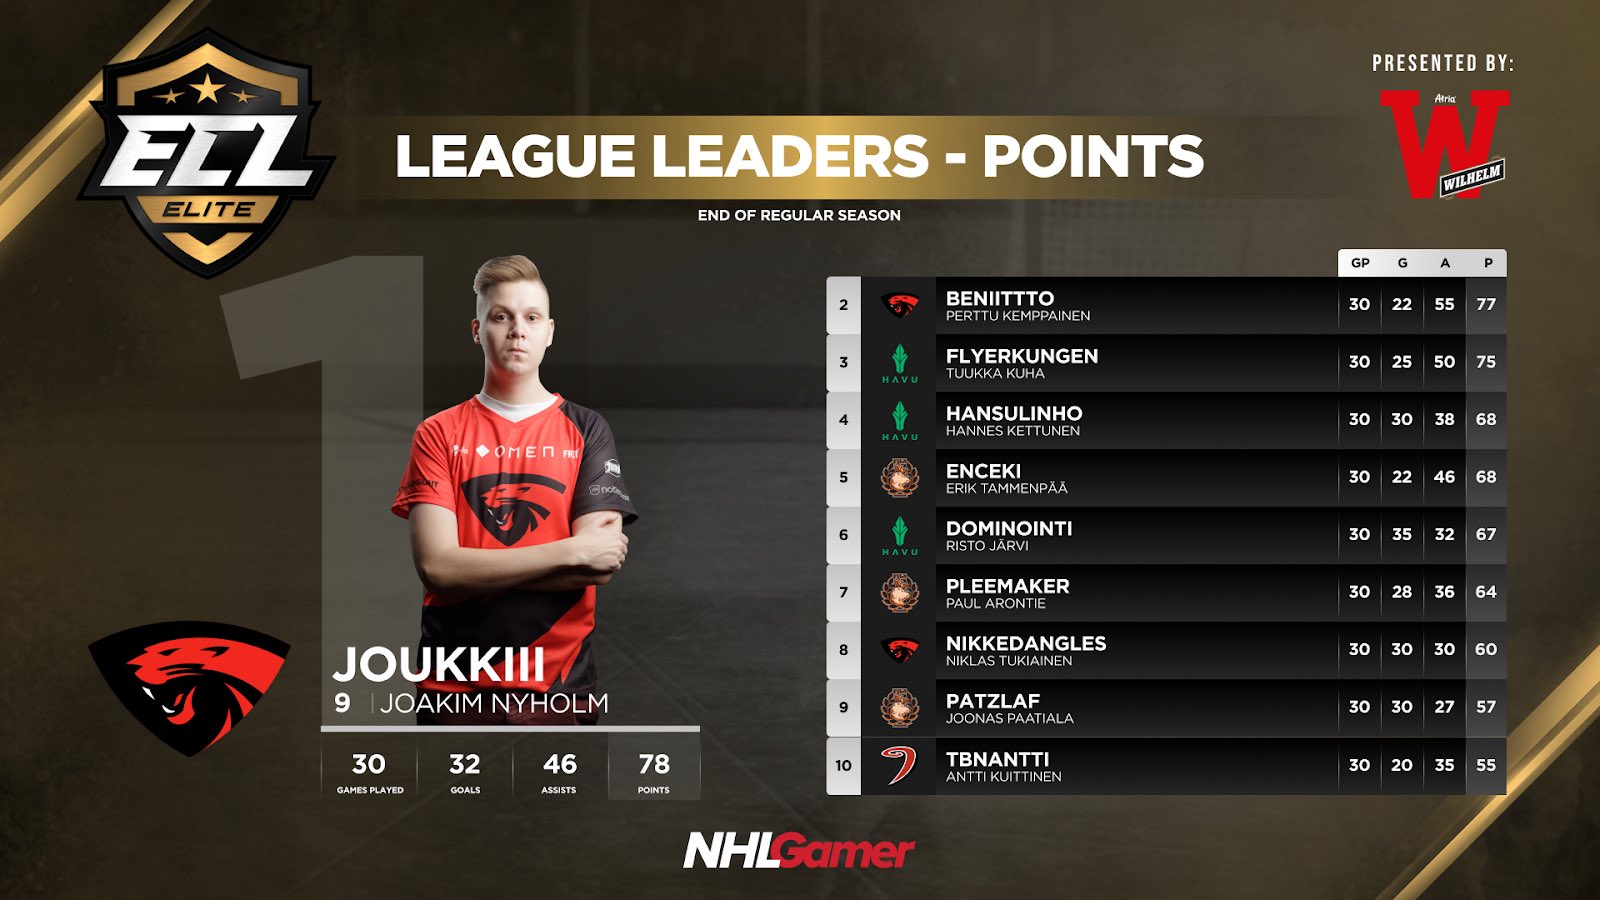 ECL
ELITE
LEAGUE LEADERS - POINTS
END OF REGULAR SEASON
PRESENTED BY:
Atria
W
WILHELM
OMEN
JOUKKIII
9 | JOAKIM NYHOLM
30 32 46 78
GAMES PLAYED GOALS ASSISTS POINTS
GP G A P
2 BENIITTTO 30 22 55 77
PERTTU KEMPPAINEN
3 HAVU FLYERKUNGEN 30 25 50 75
TUUKKA KUHA
4 HAVU HANSULINHO 30 30 38 68
HANNES KETTUNEN
5 ENCEKI 30 22 46 68
ERIK TAMMENPÄÄ
6 HAVU DOMINOINTI 30 35 32 67
RISTO JÄRVI
7 PLEEMAKER 30 28 36 64
PAUL ARONTIE
8 NIKKEDANGLES 30 30 30 60
NIKLAS TUKIAINEN
9 PATZLAF 30 30 27 57
JOONAS PAATIALA
10 TBNANTTI 30 20 35 55
ANTTI KUITTINEN
NHLGamer